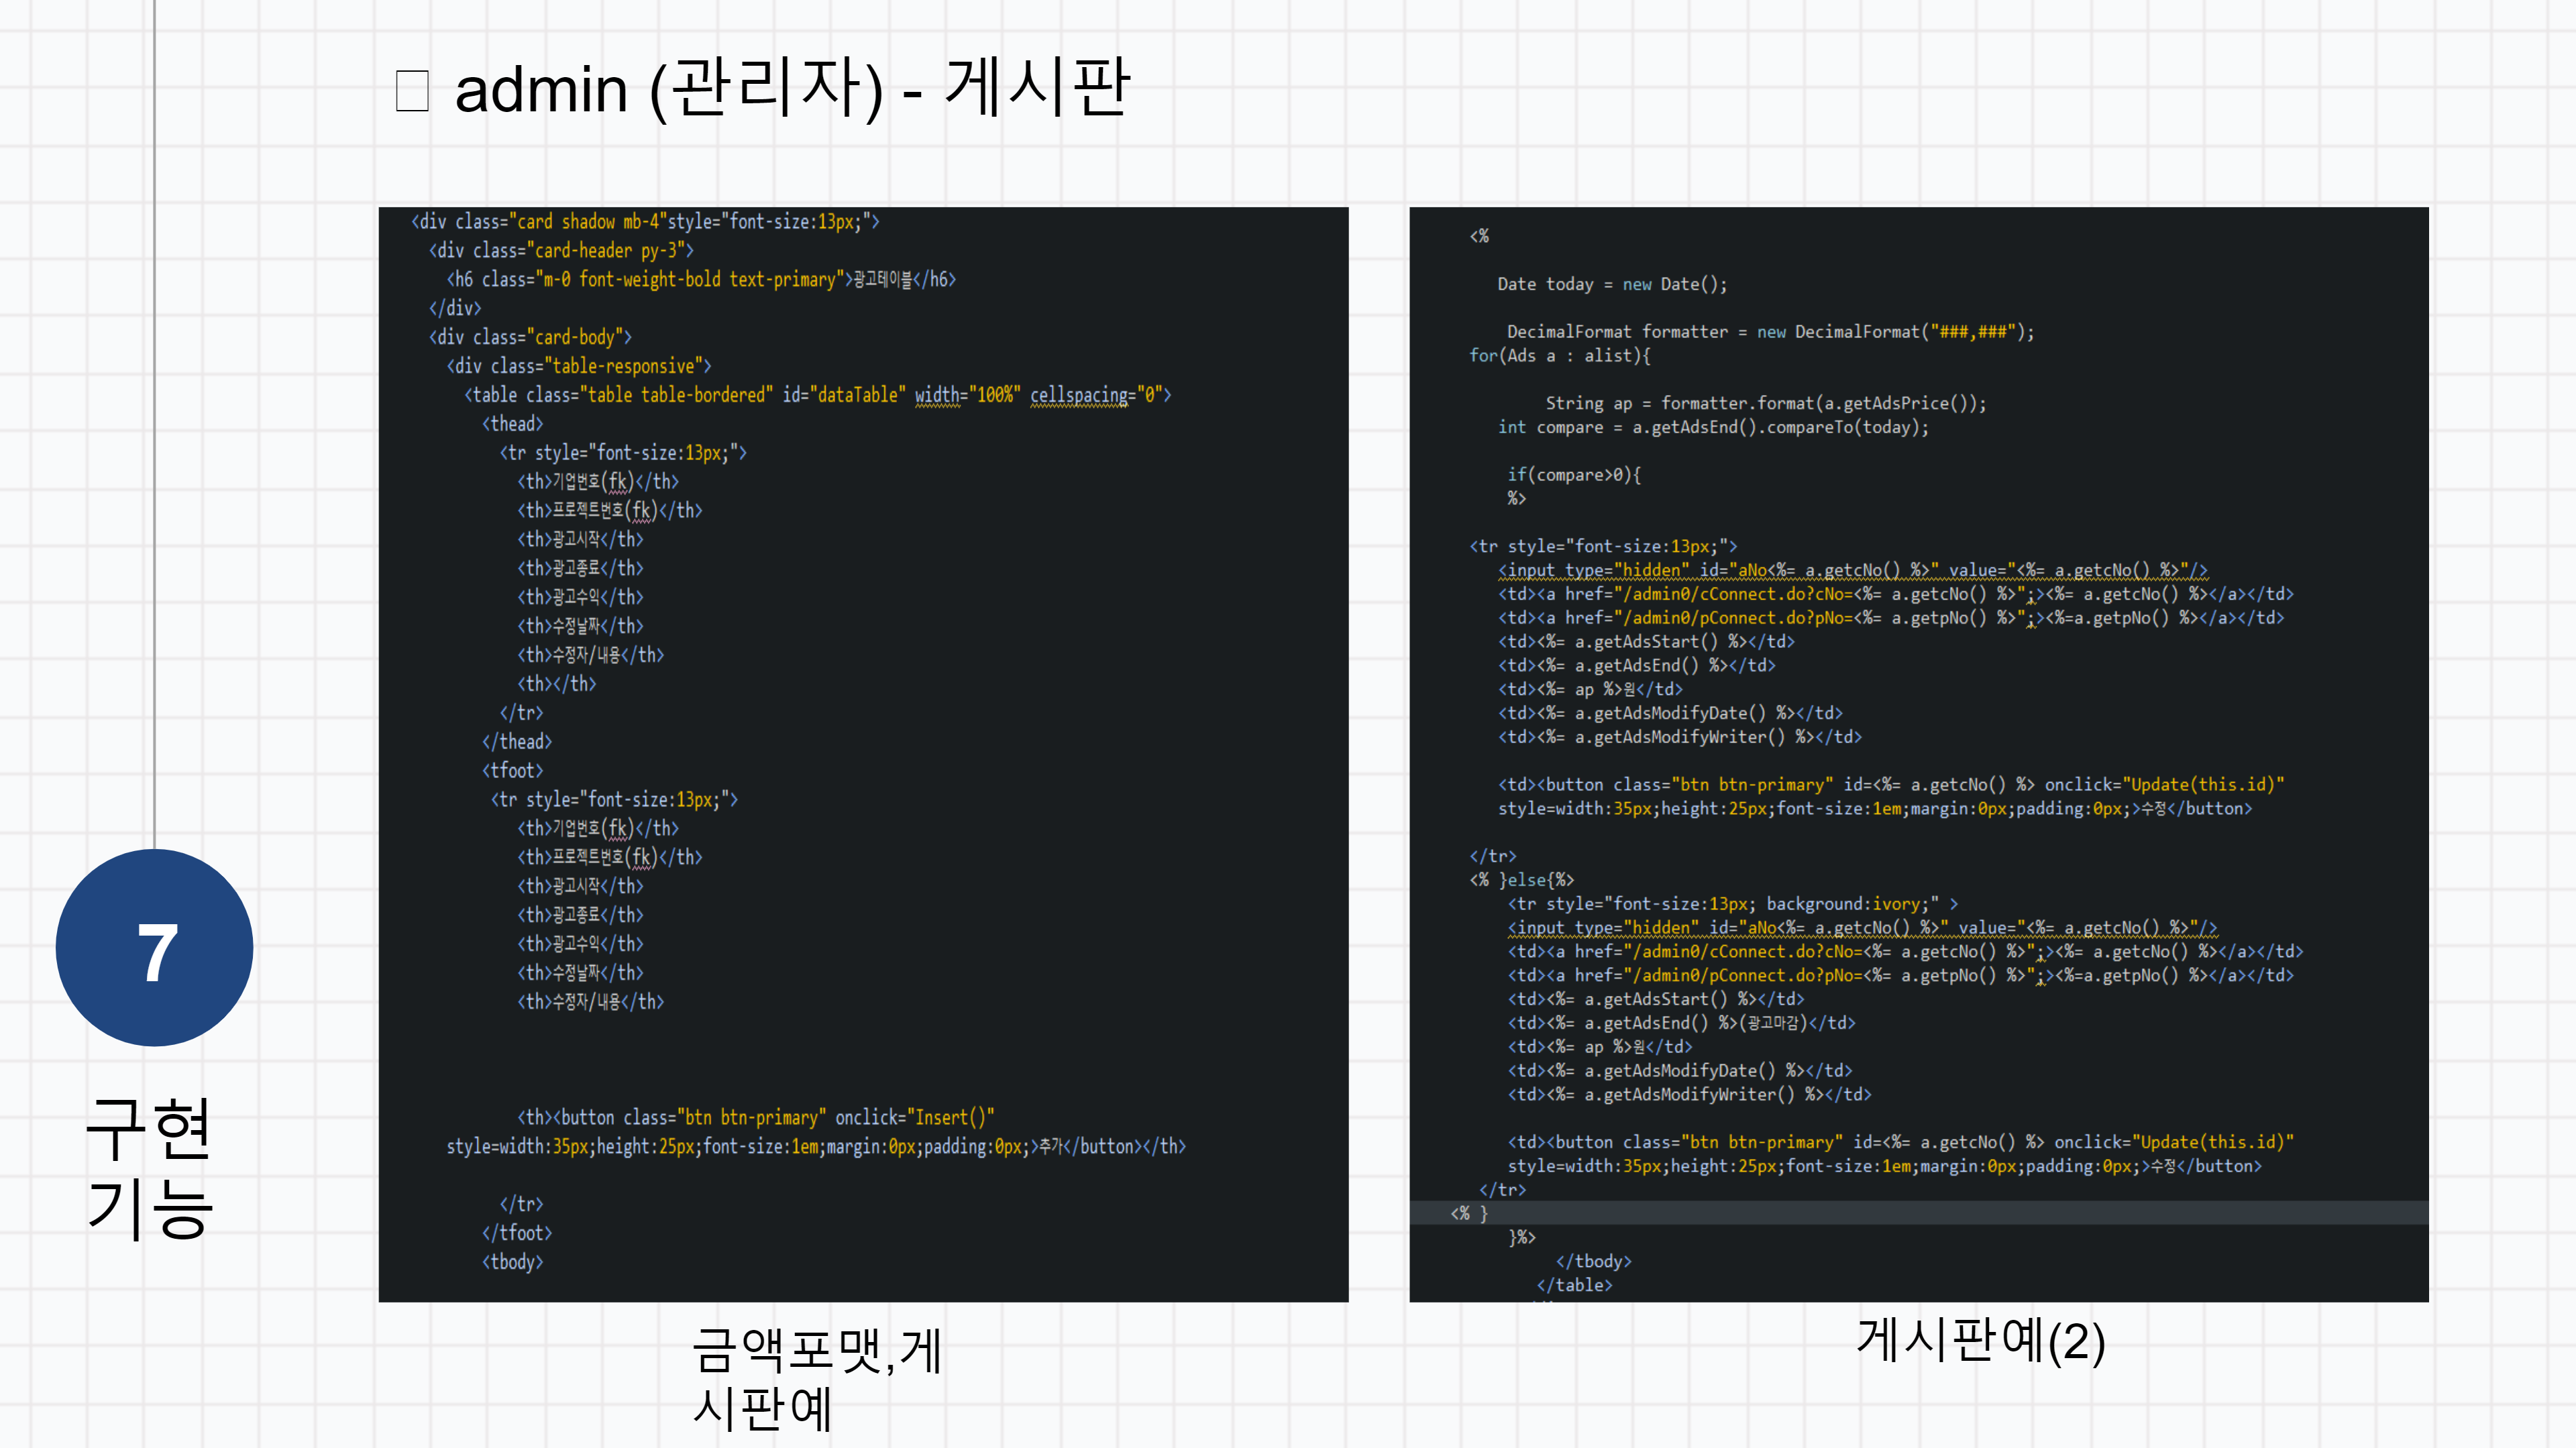 admin (관리자) - 게시판
<div class="card shadow mb-4"style="font-size:13px;">
<div class="card-header py-3">
<h6 class="m-0 font-weight-bold text-primary">광고테이블</h6>
</div>
<div class="card-body">
<div class="table-responsive">
<table class="table table-bordered" id="dataTable" width="100%" cellspacing="0">
<thead>
<tr style="font-size:13px;">
<th>기업번호(fk)</th>
<th>프로젝트번호(fk)</th>
<th>광고시작</th>
<th>광고종료</th>
<th>광고수익</th>
<th>수정날짜</th>
<th>수정자/내용</th>
<th></th>
</tr>
</thead>
<tfoot>
<tr style="font-size:13px;">
<th>기업번호(fk)</th>
<th>프로젝트번호(fk)</th>
<th>광고시작</th>
<th>광고종료</th>
<th>광고수익</th>
<th>수정날짜</th>
<th>수정자/내용</th>
<th><button class="btn btn-primary" onclick="Insert()"
style=width:35px;height:25px;font-size:1em;margin:0px;padding:0px;>추가</button></th>
</tr>
</tfoot>
<tbody>
금액포맷,게
시판예
<%
Date today = new Date();
DecimalFormat formatter = new DecimalFormat("###,###");
for(Ads a : alist){
String ap = formatter.format(a.getAdsPrice());
int compare = a.getAdsEnd().compareTo(today);
if(compare>0){
%>
<tr style="font-size:13px;">
<input type="hidden" id="aNo<%= a.getcNo() %>" value="<%= a.getcNo() %>"/>
<td><a href="/admin0/cConnect.do?cNo=<%= a.getcNo() %>";><%= a.getcNo() %></a></td>
<td><a href="/admin0/pConnect.do?pNo=<%= a.getpNo() %>";><%=a.getpNo() %></a></td>
<td><%= a.getAdsStart() %></td>
<td><%= a.getAdsEnd() %></td>
<td><%= ap %>원</td>
<td><%= a.getAdsModifyDate() %></td>
<td><%= a.getAdsModifyWriter() %></td>
<td><button class="btn btn-primary" id=<%= a.getcNo() %> onclick="Update(this.id)"
style=width:35px;height:25px;font-size:1em;margin:0px;padding:0px;>수정</button>
</tr>
<% }else{%>
<tr style="font-size:13px; background:ivory;" >
<input type="hidden" id="aNo<%= a.getcNo() %>" value="<%= a.getcNo() %>"/>
<td><a href="/admin0/cConnect.do?cNo=<%= a.getcNo() %>";><%= a.getcNo() %></a></td>
<td><a href="/admin0/pConnect.do?pNo=<%= a.getpNo() %>";><%=a.getpNo() %></a></td>
<td><%= a.getAdsStart() %></td>
<td><%= a.getAdsEnd() %>(광고마감)</td>
<td><%= ap %>원</td>
<td><%= a.getAdsModifyDate() %></td>
<td><%= a.getAdsModifyWriter() %></td>
<td><button class="btn btn-primary" id=<%= a.getcNo() %> onclick="Update(this.id)"
style=width:35px;height:25px;font-size:1em;margin:0px;padding:0px;>수정</button>
</tr>
<% }
}%>
</tbody>
</table>
게시판예(2)
7
구현
기능